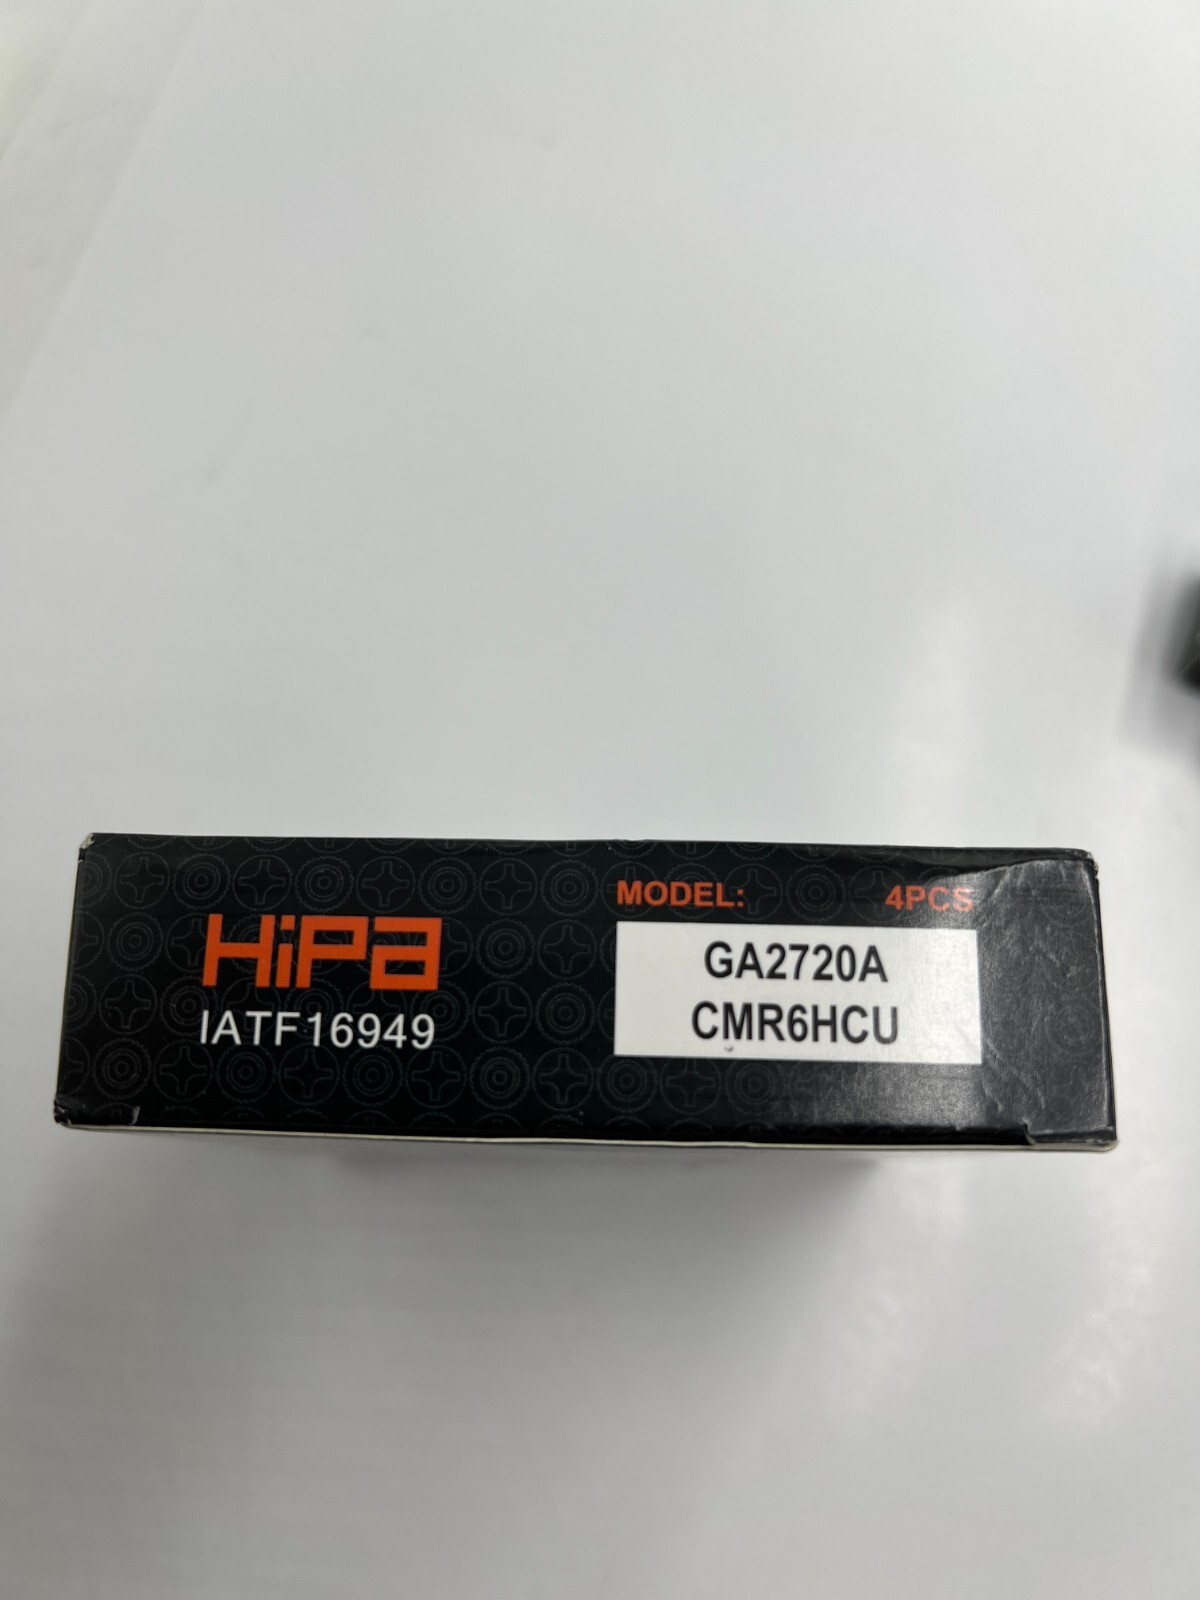 HiPa
IATF16949
MODEL: 4PCS
GA2720A
CMR6HCU